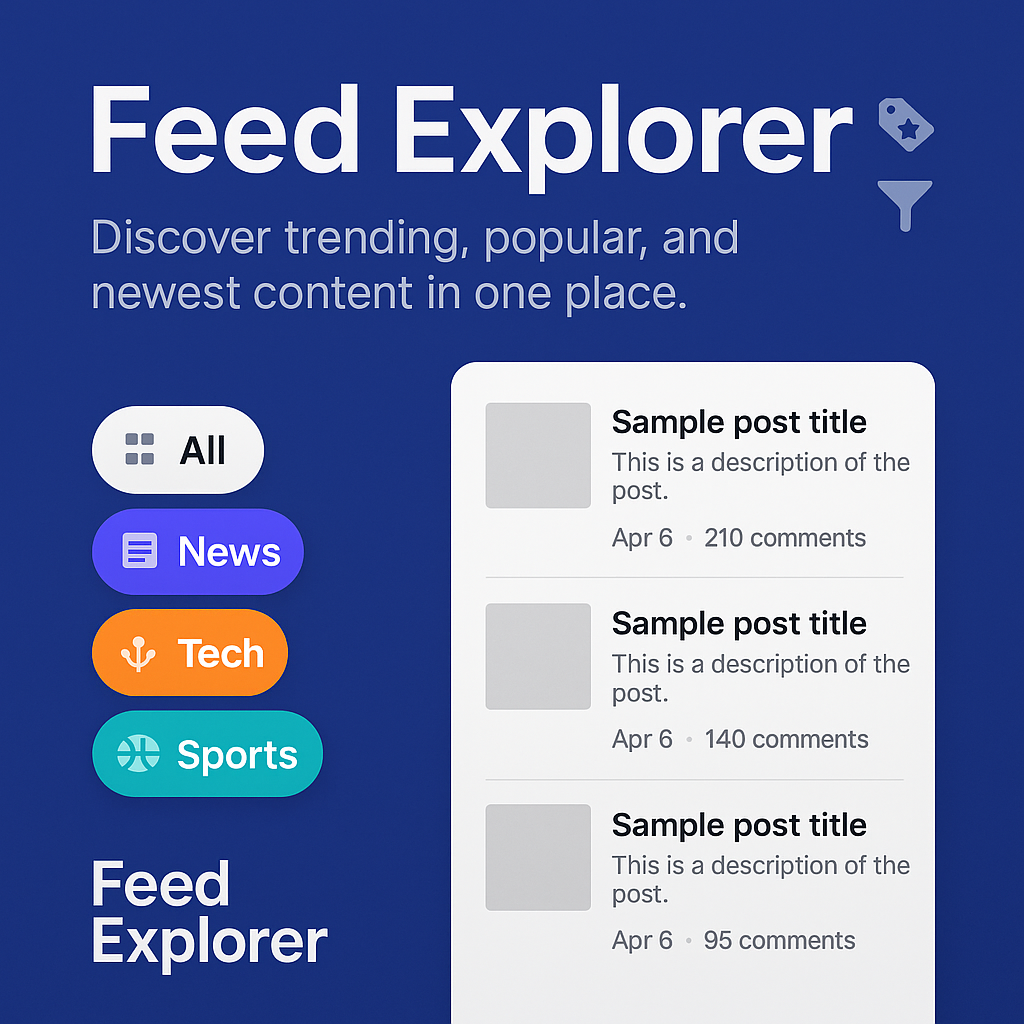 Feed Explorer
Discover trending, popular, and
newest content in one place.
All
News
Tech
Sports
Feed
Explorer
Sample post title
This is a description of the
post.
Apr 6 • 210 comments
Sample post title
This is a description of the
post.
Apr 6 • 140 comments
Sample post title
This is a description of the
post.
Apr 6 • 95 comments